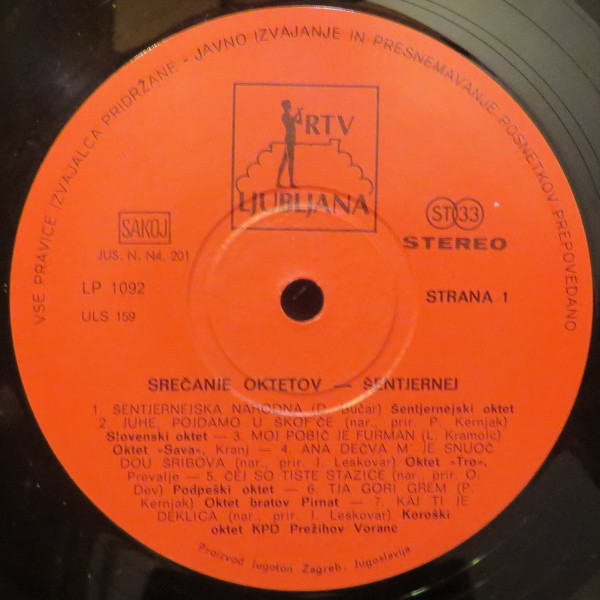 VSE PRAVICE IZVAJALCA PRIDRŽANE - JAVNO IZVAJANJE IN PRESNEMAVANJE POSNETKOV PREPOVEDANO
RTV
LJUBLJANA
SAKOJ
JUS. N. N4. 201
LP 1092
ULS 159
ST 33
STEREO
STRANA 1
SREČANJE OKTETOV — ŠENTJERNEJ
1. ŠENTJERNEJSKA NARODNA (D. Bučar) Šentjernejski oktet
2. JUHE, POJDAMO U ŠKOFČE (nar., prir. P. Kernjak)
Slovenski oktet — 3. MOJ POBIČ JE FURMAN (L. Kramolc)
Oktet »Sava«, Kranj — 4. ANA DEČVA M' JE SNUOČ
DOU ŠRIBOVA (nar., prir. J. Leskovar) Oktet »Tro«,
Prevalje — 5. ČEJ SO TISTE STAZICE (nar., prir. O.
Dev) Podpeški oktet — 6. TJA GORI GREM (P.
Kernjak) Oktet bratov Pirnat — 7. KAJ TI JE
DEKLICA (nar., prir. J. Leskovar) Koroški
oktet KPD Prežihov Voranc
Proizvod Jugoton Zagreb, Jugoslavija